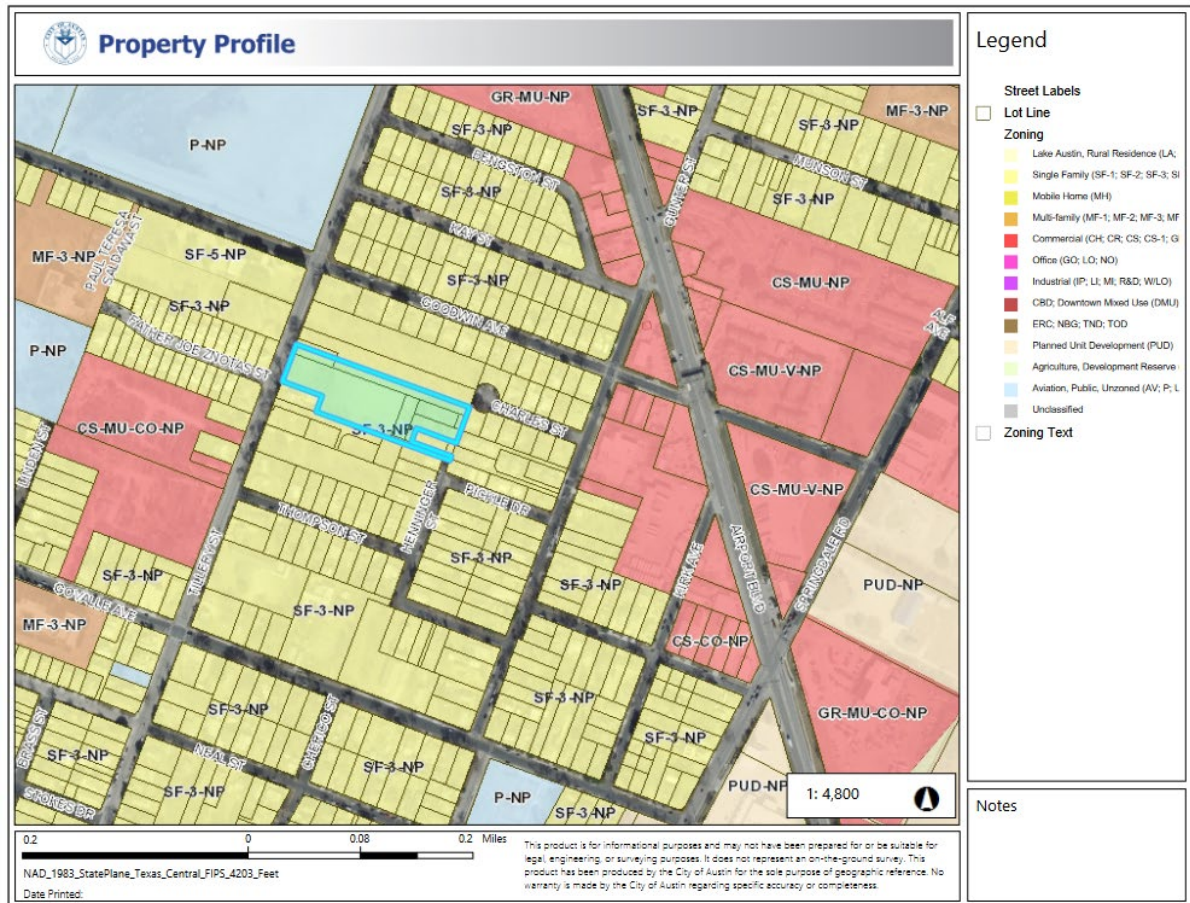 Property Profile
GR-MU-NP
SF-3-NP
SF-3-NP
MF-3-NP
SF-3-NP
P-NP
MUNSON ST
GUNTER ST
SF-3-NP
SF-3-NP
KAY ST
PAUL TERESA
SALDANA ST
MF-3-NP
SF-5-NP
SF-3-NP
CS-MU-NP
SF-3-NP
GOODWIN AVE
FATHER JOE ZNOTAS ST
P-NP
CS-MU-V-NP
CHARLES ST
CS-MU-CO-NP
SF-3-NP
LINDEN ST
CS-MU-V-NP
PICKLE DR
HENNINGER
ST
THOMPSON ST
TILLERY ST
AIRPORT BLVD
SPRINGDALE RD
KIRK AVE
SF-3-NP
SF-3-NP
SF-3-NP
PUD-NP
GOVALLE AVE
SF-3-NP
MF-3-NP
CS-CO-NP
SF-3-NP
SF-3-NP
GR-MU-CO-NP
CHERICO ST
BRASS ST
SF-3-NP
SF-3-NP
NEAL ST
SF-3-NP
SF-3-NP
P-NP
SF-3-NP
PUD-NP
STOKES DR
1: 4,800
Legend
Street Labels
Lot Line
Zoning
Lake Austin, Rural Residence (LA;
Single Family (SF-1; SF-2; SF-3; SI
Mobile Home (MH)
Multi-family (MF-1; MF-2; MF-3; MF
Commercial (CH; CR; CS; CS-1; GI
Office (GO; LO; NO)
Industrial (IP; LI; MI; R&D; W/LO)
CBD; Downtown Mixed Use (DMU)
ERC; NBG; TND; TOD
Planned Unit Development (PUD)
Agriculture, Development Reserve
Aviation, Public, Unzoned (AV; P; L
Unclassified
Zoning Text
Notes
0.2 0 0.08 0.2 Miles
NAD_1983_StatePlane_Texas_Central_FIPS_4203_Feet
Date Printed:
This product is for informational purposes and may not have been prepared for or be suitable for
legal, engineering, or surveying purposes. It does not represent an on-the-ground survey. This
product has been produced by the City of Austin for the sole purpose of geographic reference. No
warranty is made by the City of Austin regarding specific accuracy or completeness.